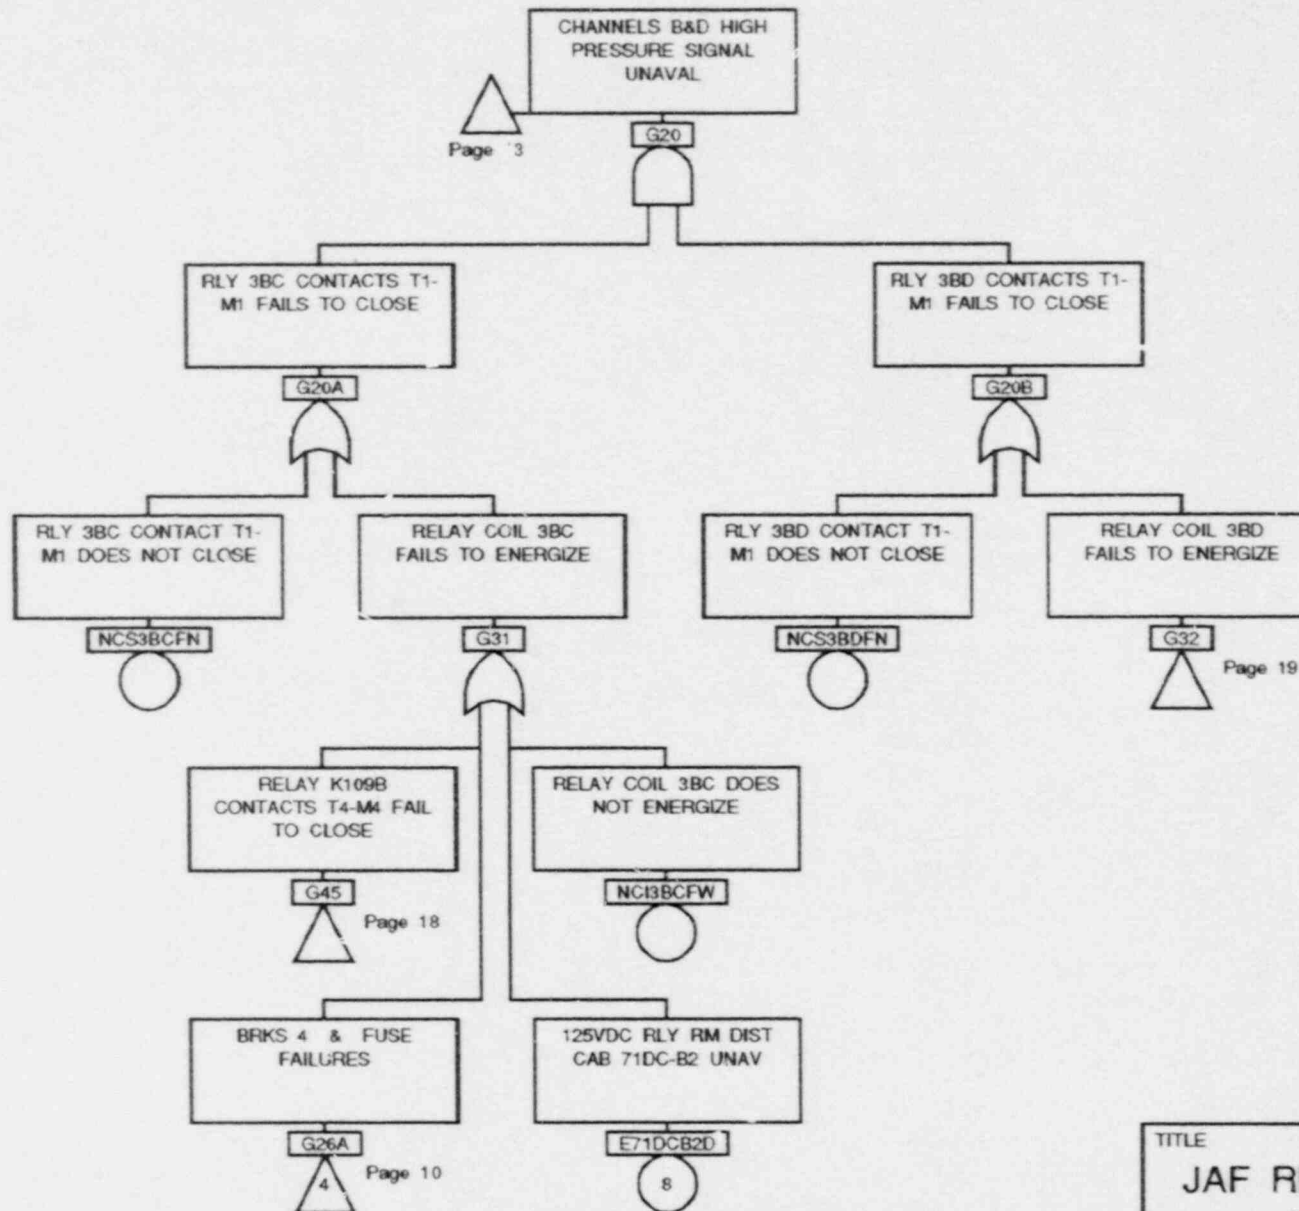 CHANNELS B&D HIGH
PRESSURE SIGNAL
UNAVAL
G20
Page 3
RLY 3BC CONTACTS T1-
M1 FAILS TO CLOSE
G20A
RLY 3BD CONTACTS T1-
M1 FAILS TO CLOSE
G20B
RLY 3BC CONTACT T1-
M1 DOES NOT CLOSE
NCS3BCFN
RELAY COIL 3BC
FAILS TO ENERGIZE
G31
RLY 3BD CONTACT T1-
M1 DOES NOT CLOSE
NCS3BDFN
RELAY COIL 3BD
FAILS TO ENERGIZE
G32
Page 19
RELAY K109B
CONTACTS T4-M4 FAIL
TO CLOSE
G45
Page 18
RELAY COIL 3BC DOES
NOT ENERGIZE
NCI3BCFW
BRKS 4 & FUSE
FAILURES
G26A
4
Page 10
125VDC RLY RM DIST
CAB 71DC-B2 UNAV
E71DCB2D
8
TITLE
JAF